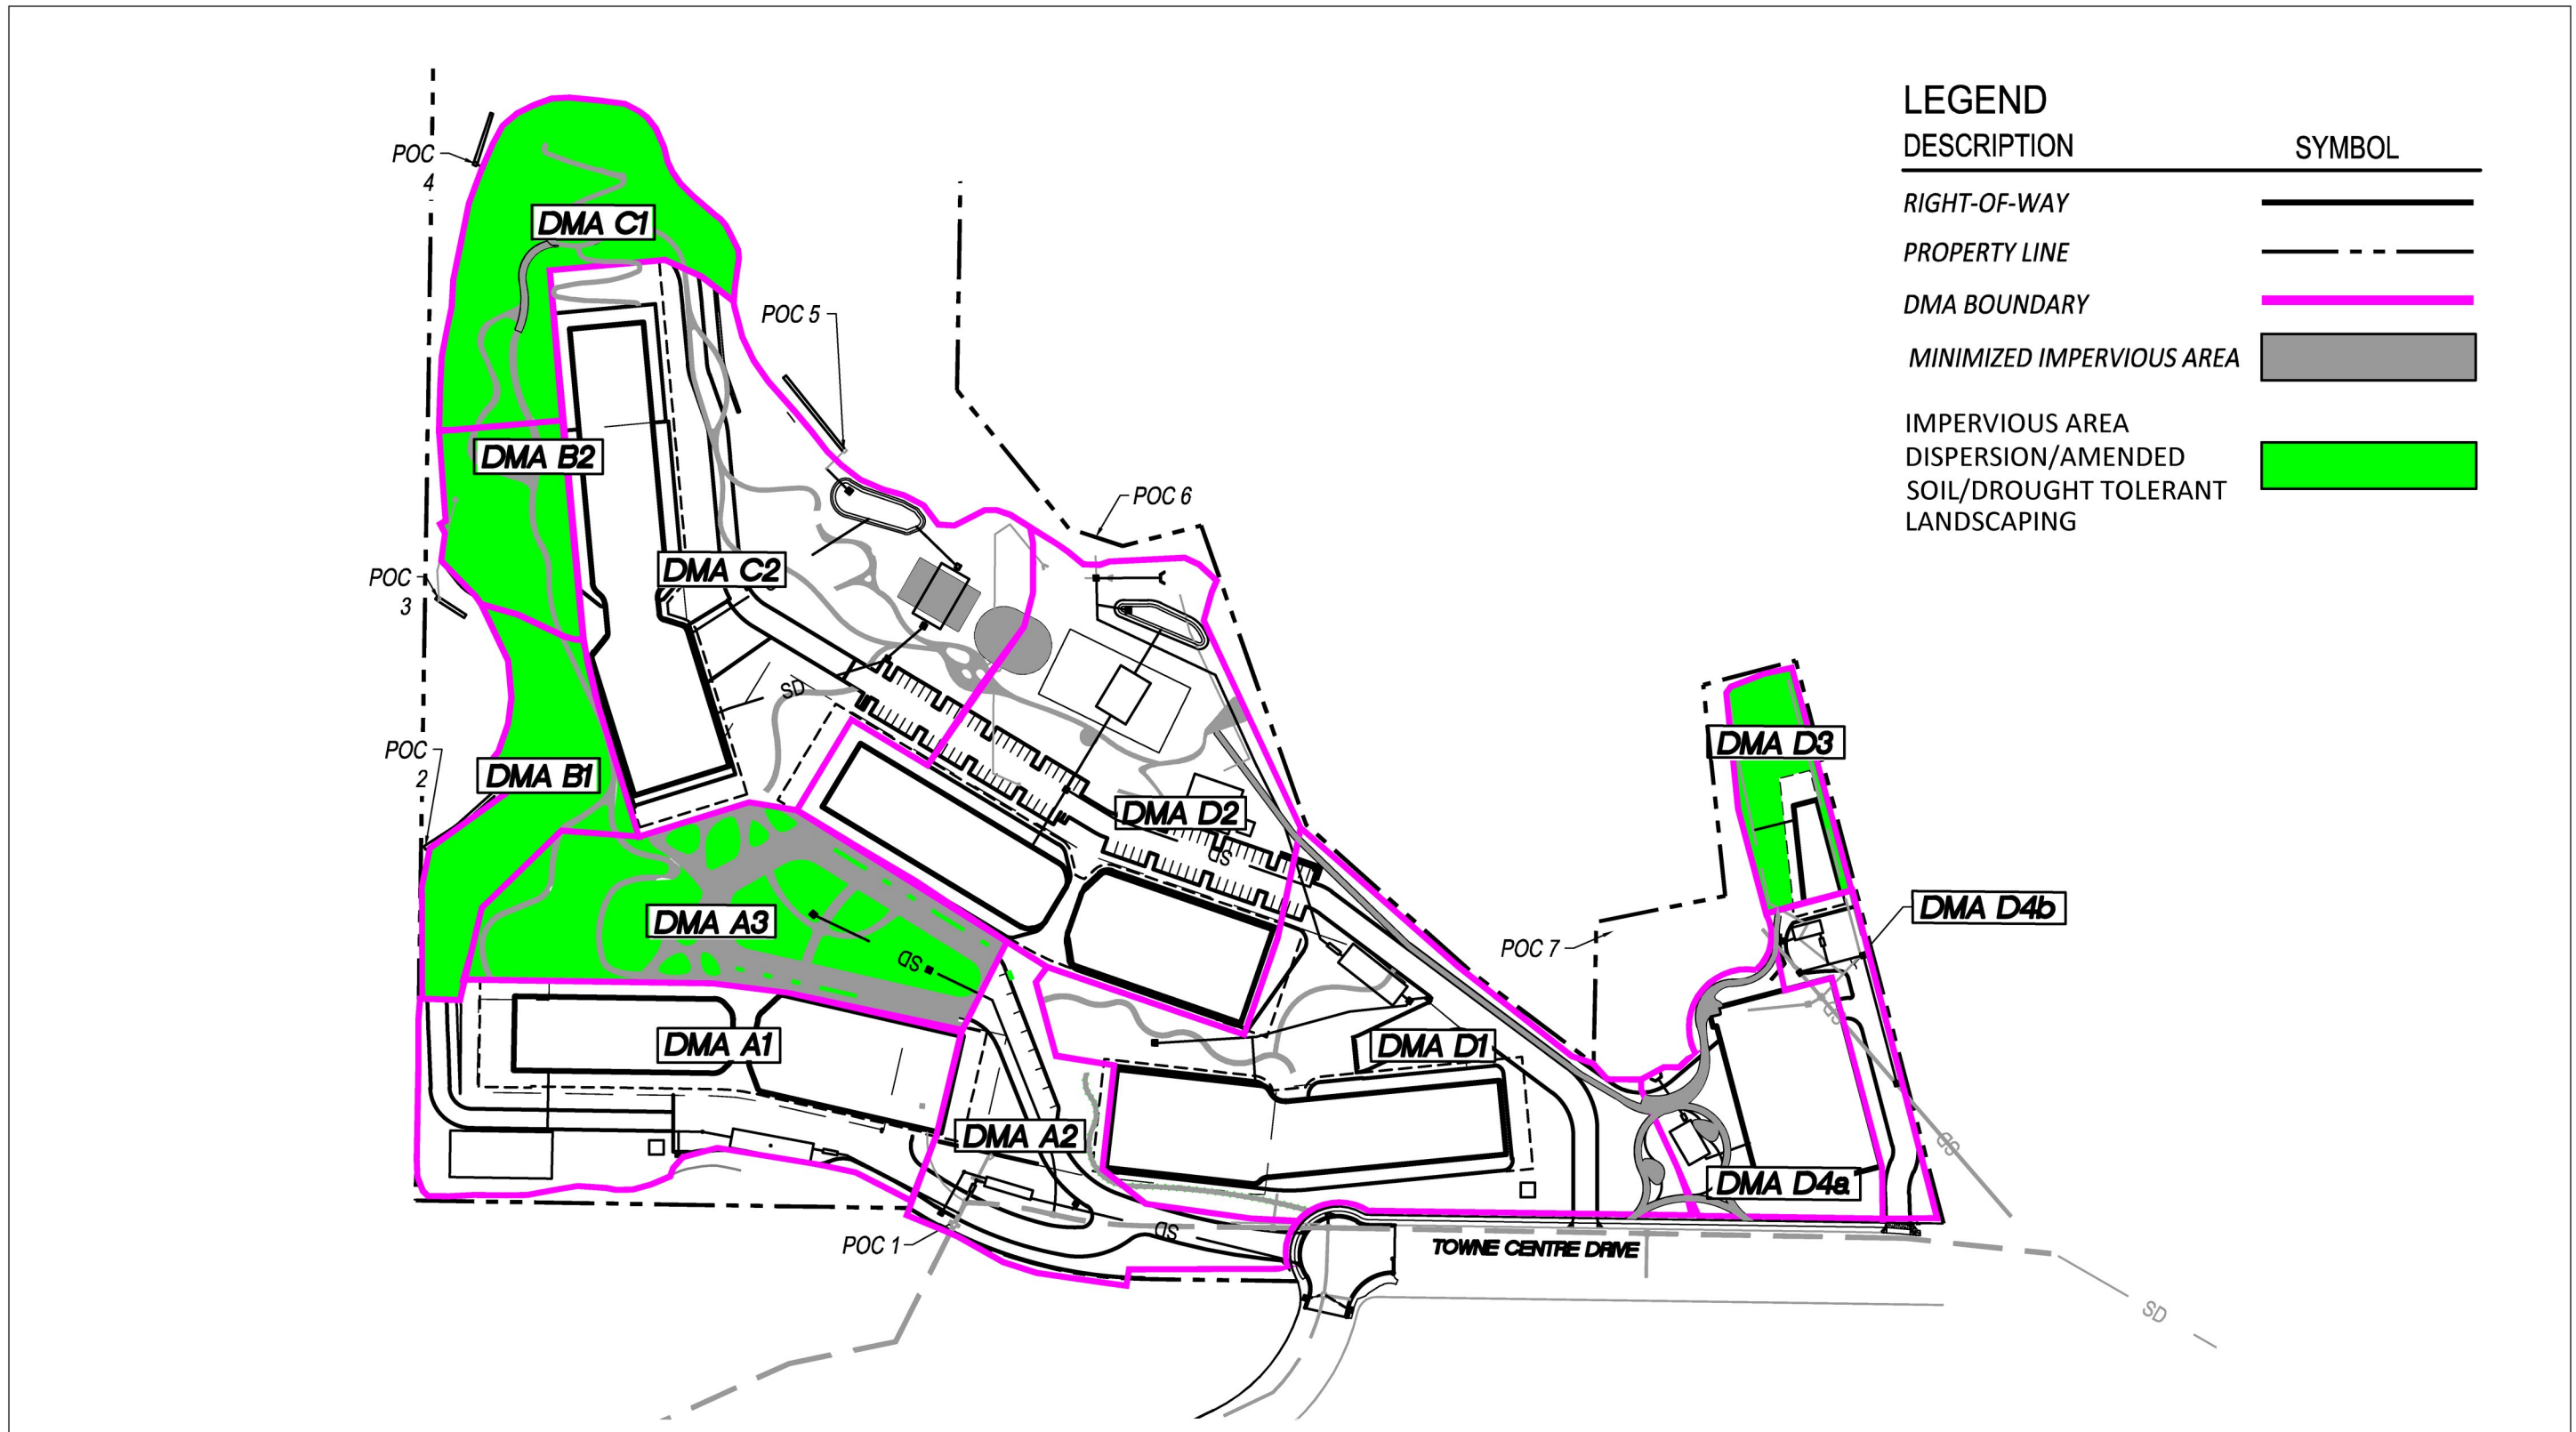 LEGEND
DESCRIPTION SYMBOL
RIGHT-OF-WAY
PROPERTY LINE
DMA BOUNDARY
MINIMIZED IMPERVIOUS AREA
IMPERVIOUS AREA
DISPERSION/AMENDED
SOIL/DROUGHT TOLERANT
LANDSCAPING
POC
4
DMA C1
POC 5
DMA B2
POC 6
POC
3
DMA C2
SD
POC
2
DMA B1
DMA D3
DMA D2
SD
DMA A3
SD
DMA D4b
POC 7
SD
DMA A1
DMA D1
DMA A2
SD
DMA D4a
POC 1
SD
TOWNE CENTRE DRIVE
SD